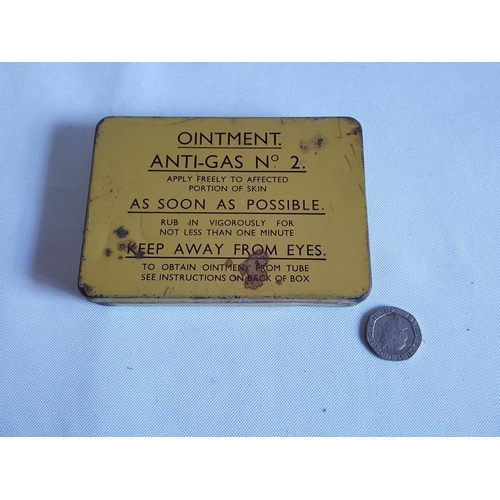 OINTMENT.
ANTI-GAS Nº 2.
APPLY FREELY TO AFFECTED
PORTION OF SKIN
AS SOON AS POSSIBLE.
RUB IN VIGOROUSLY FOR
NOT LESS THAN ONE MINUTE
KEEP AWAY FROM EYES.
TO OBTAIN OINTMENT FROM TUBE
SEE INSTRUCTIONS ON BACK OF BOX